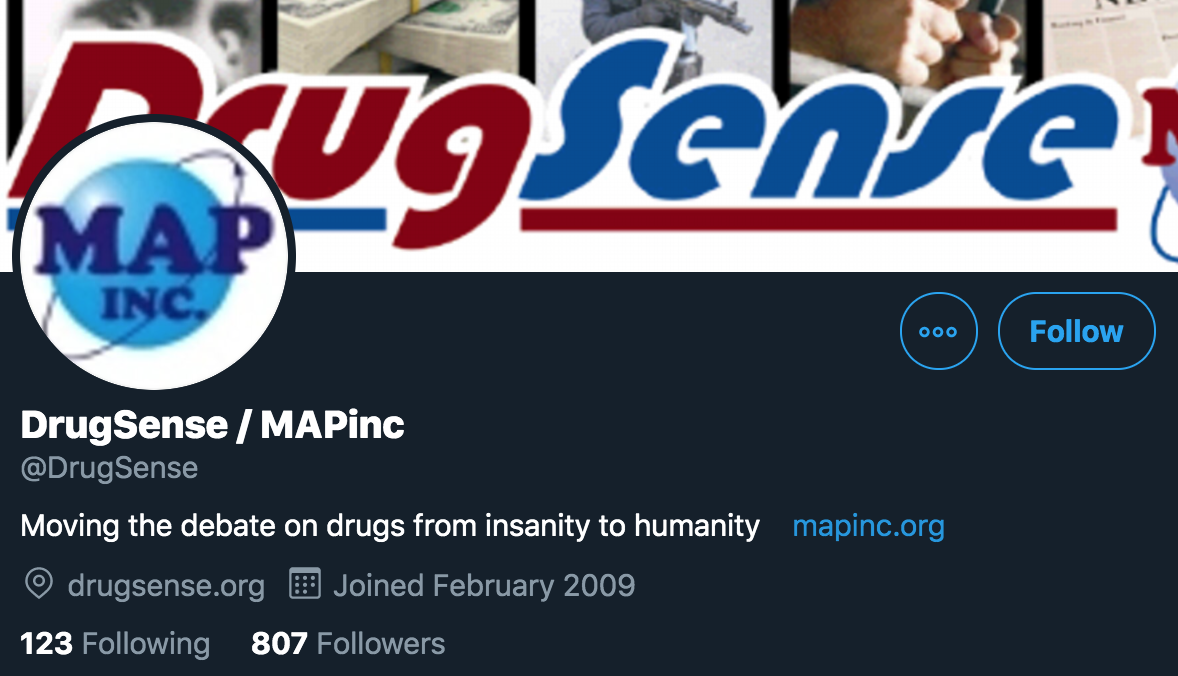 DrugSense
MAP
INC.
Follow
DrugSense / MAPinc
@DrugSense
Moving the debate on drugs from insanity to humanity mapinc.org
drugsense.org Joined February 2009
123 Following 807 Followers